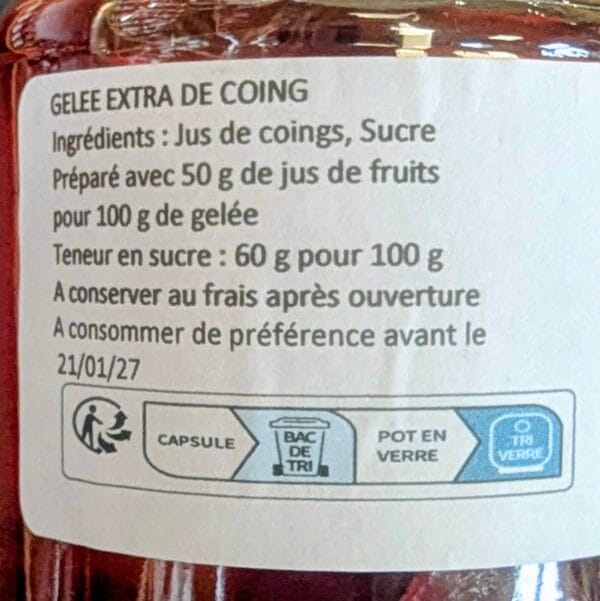 GELEE EXTRA DE COING
Ingrédients : Jus de coings, Sucre
Préparé avec 50 g de jus de fruits
pour 100 g de gelée
Teneur en sucre : 60 g pour 100 g
A conserver au frais après ouverture
A consommer de préférence avant le
21/01/27
CAPSULE
BAC
DE
TRI
POT EN
VERRE
TRI
VERRE